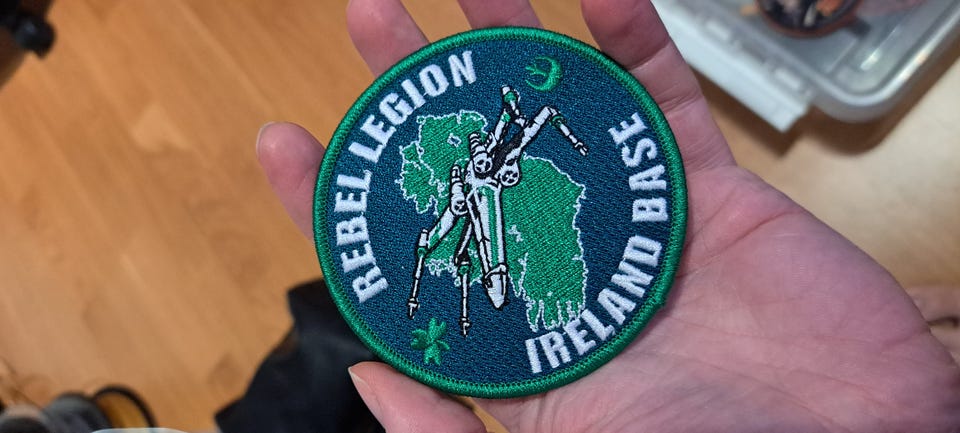 REBEL LEGION
IRELAND BASE